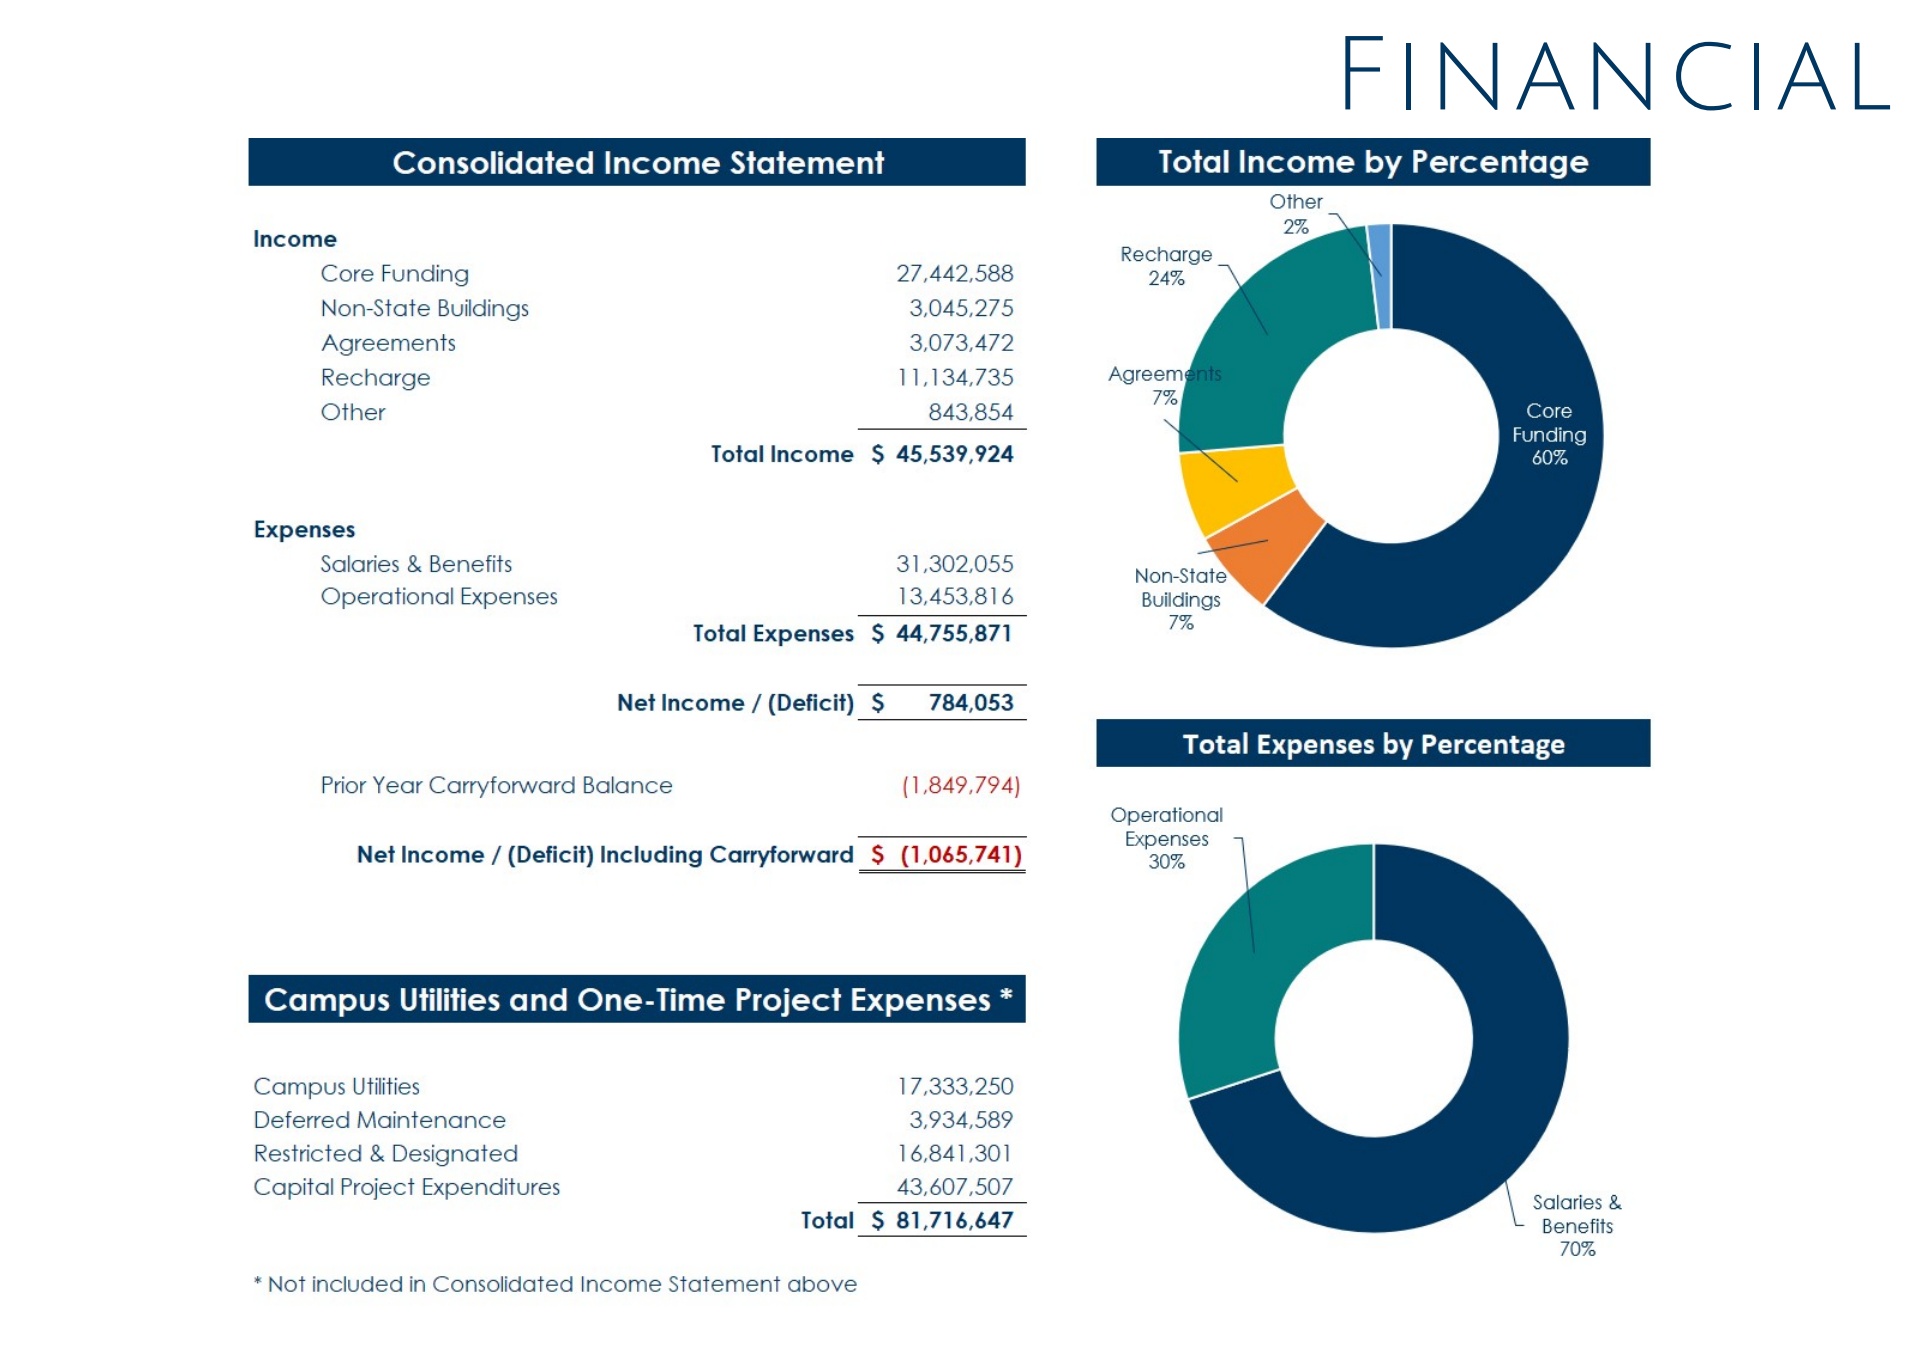 FINANCIAL
Consolidated Income Statement
Income
Core Funding 27,442,588
Non-State Buildings 3,045,275
Agreements 3,073,472
Recharge 11,134,735
Other 843,854
Total Income $ 45,539,924
Expenses
Salaries & Benefits 31,302,055
Operational Expenses 13,453,816
Total Expenses $ 44,755,871
Net Income / (Deficit) $ 784,053
Prior Year Carryforward Balance (1,849,794)
Net Income / (Deficit) Including Carryforward $ (1,065,741)
Campus Utilities and One-Time Project Expenses *
Campus Utilities 17,333,250
Deferred Maintenance 3,934,589
Restricted & Designated 16,841,301
Capital Project Expenditures 43,607,507
Total $ 81,716,647
* Not included in Consolidated Income Statement above
Total Income by Percentage
Other
2%
Recharge
24%
Agreements
7%
Core
Funding
60%
Non-State
Buildings
7%
Total Expenses by Percentage
Operational
Expenses
30%
Salaries &
Benefits
70%